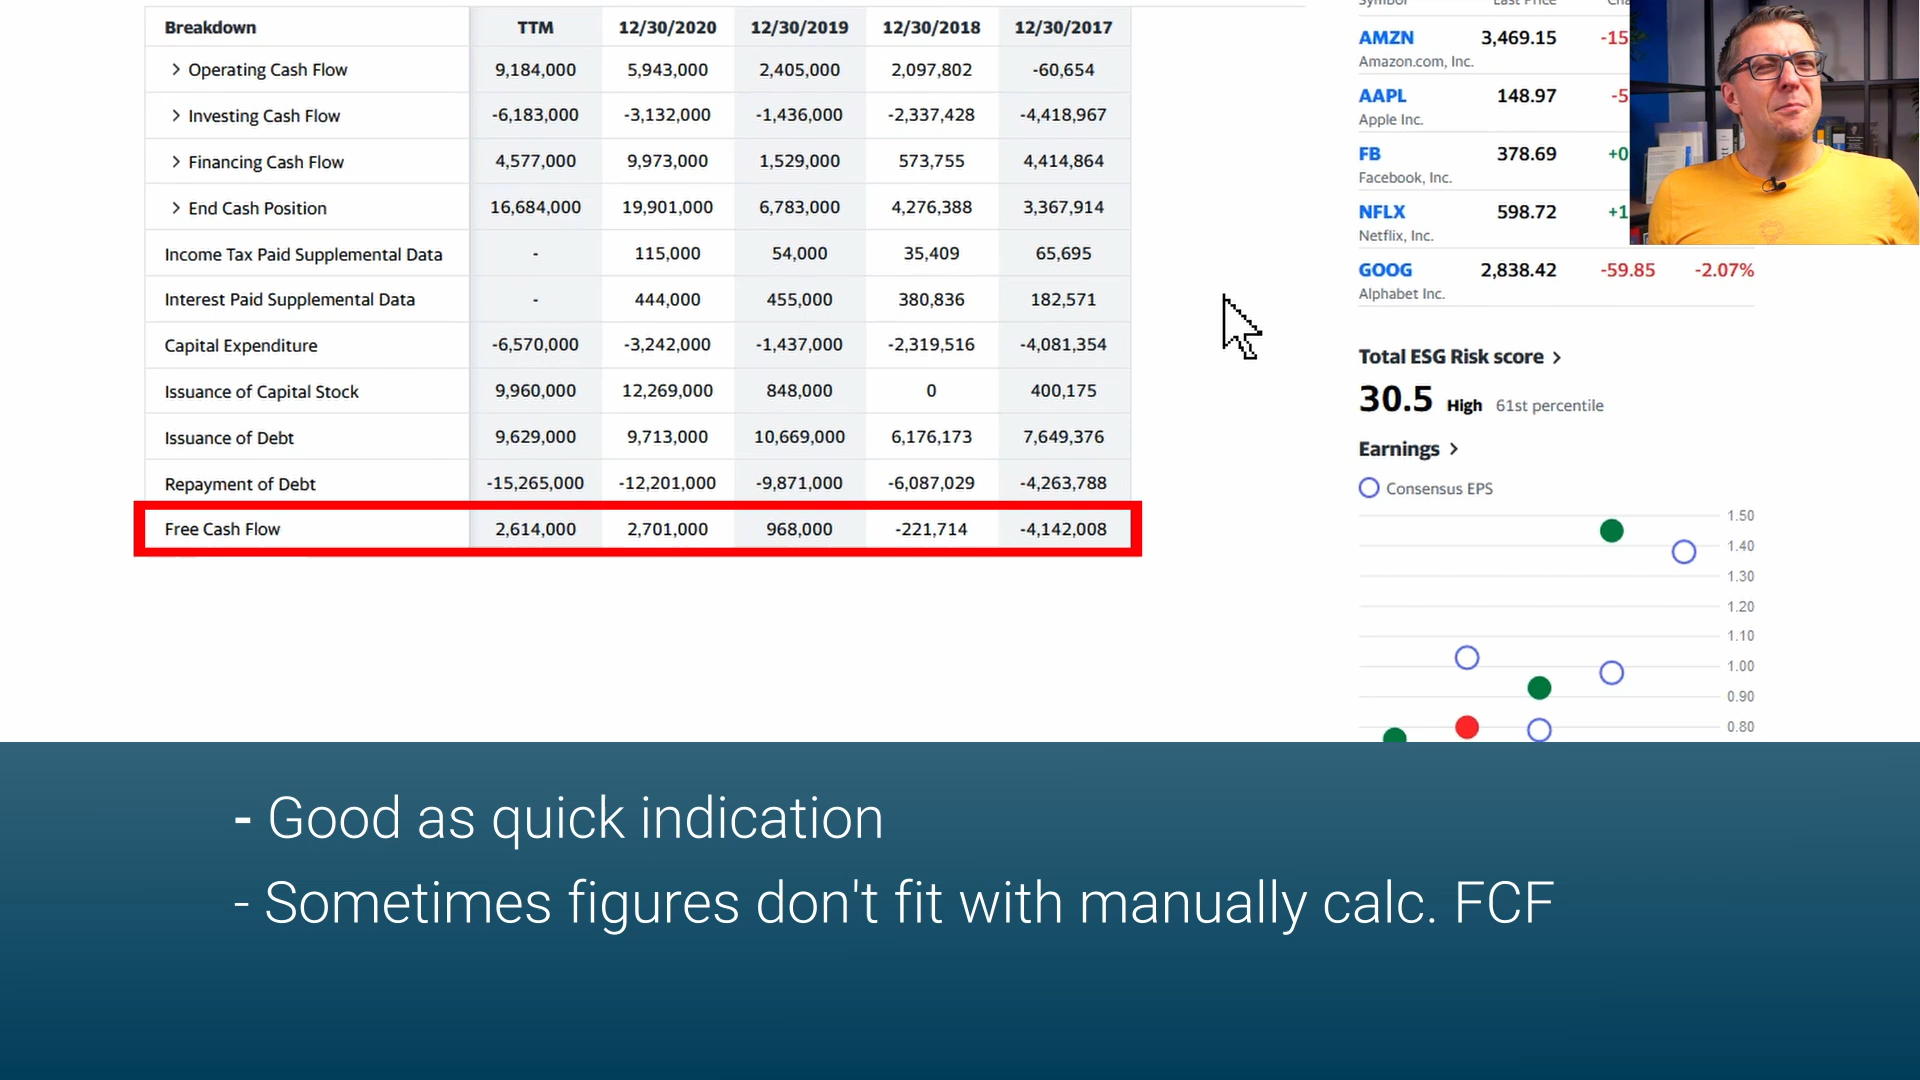 Breakdown TTM 12/30/2020 12/30/2019 12/30/2018 12/30/2017
Operating Cash Flow 9,184,000 5,943,000 2,405,000 2,097,802 -60,654
Investing Cash Flow -6,183,000 -3,132,000 -1,436,000 -2,337,428 -4,418,967
Financing Cash Flow 4,577,000 9,973,000 1,529,000 573,755 4,414,864
End Cash Position 16,684,000 19,901,000 6,783,000 4,276,388 3,367,914
Income Tax Paid Supplemental Data - 115,000 54,000 35,409 65,695
Interest Paid Supplemental Data - 444,000 455,000 380,836 182,571
Capital Expenditure -6,570,000 -3,242,000 -1,437,000 -2,319,516 -4,081,354
Issuance of Capital Stock 9,960,000 12,269,000 848,000 0 400,175
Issuance of Debt 9,629,000 9,713,000 10,669,000 6,176,173 7,649,376
Repayment of Debt -15,265,000 -12,201,000 -9,871,000 -6,087,029 -4,263,788
Free Cash Flow 2,614,000 2,701,000 968,000 -221,714 -4,142,008
Symbol Last Price
AMZN 3,469.15 -15
Amazon.com, Inc.
AAPL 148.97 -5
Apple Inc.
FB 378.69 +0
Facebook, Inc.
NFLX 598.72 +1
Netflix, Inc.
GOOG 2,838.42 -59.85 -2.07%
Alphabet Inc.
Total ESG Risk score
30.5 High 61st percentile
Earnings
Consensus EPS
1.50
1.40
1.30
1.20
1.10
1.00
0.90
0.80
- Good as quick indication
- Sometimes figures don't fit with manually calc. FCF